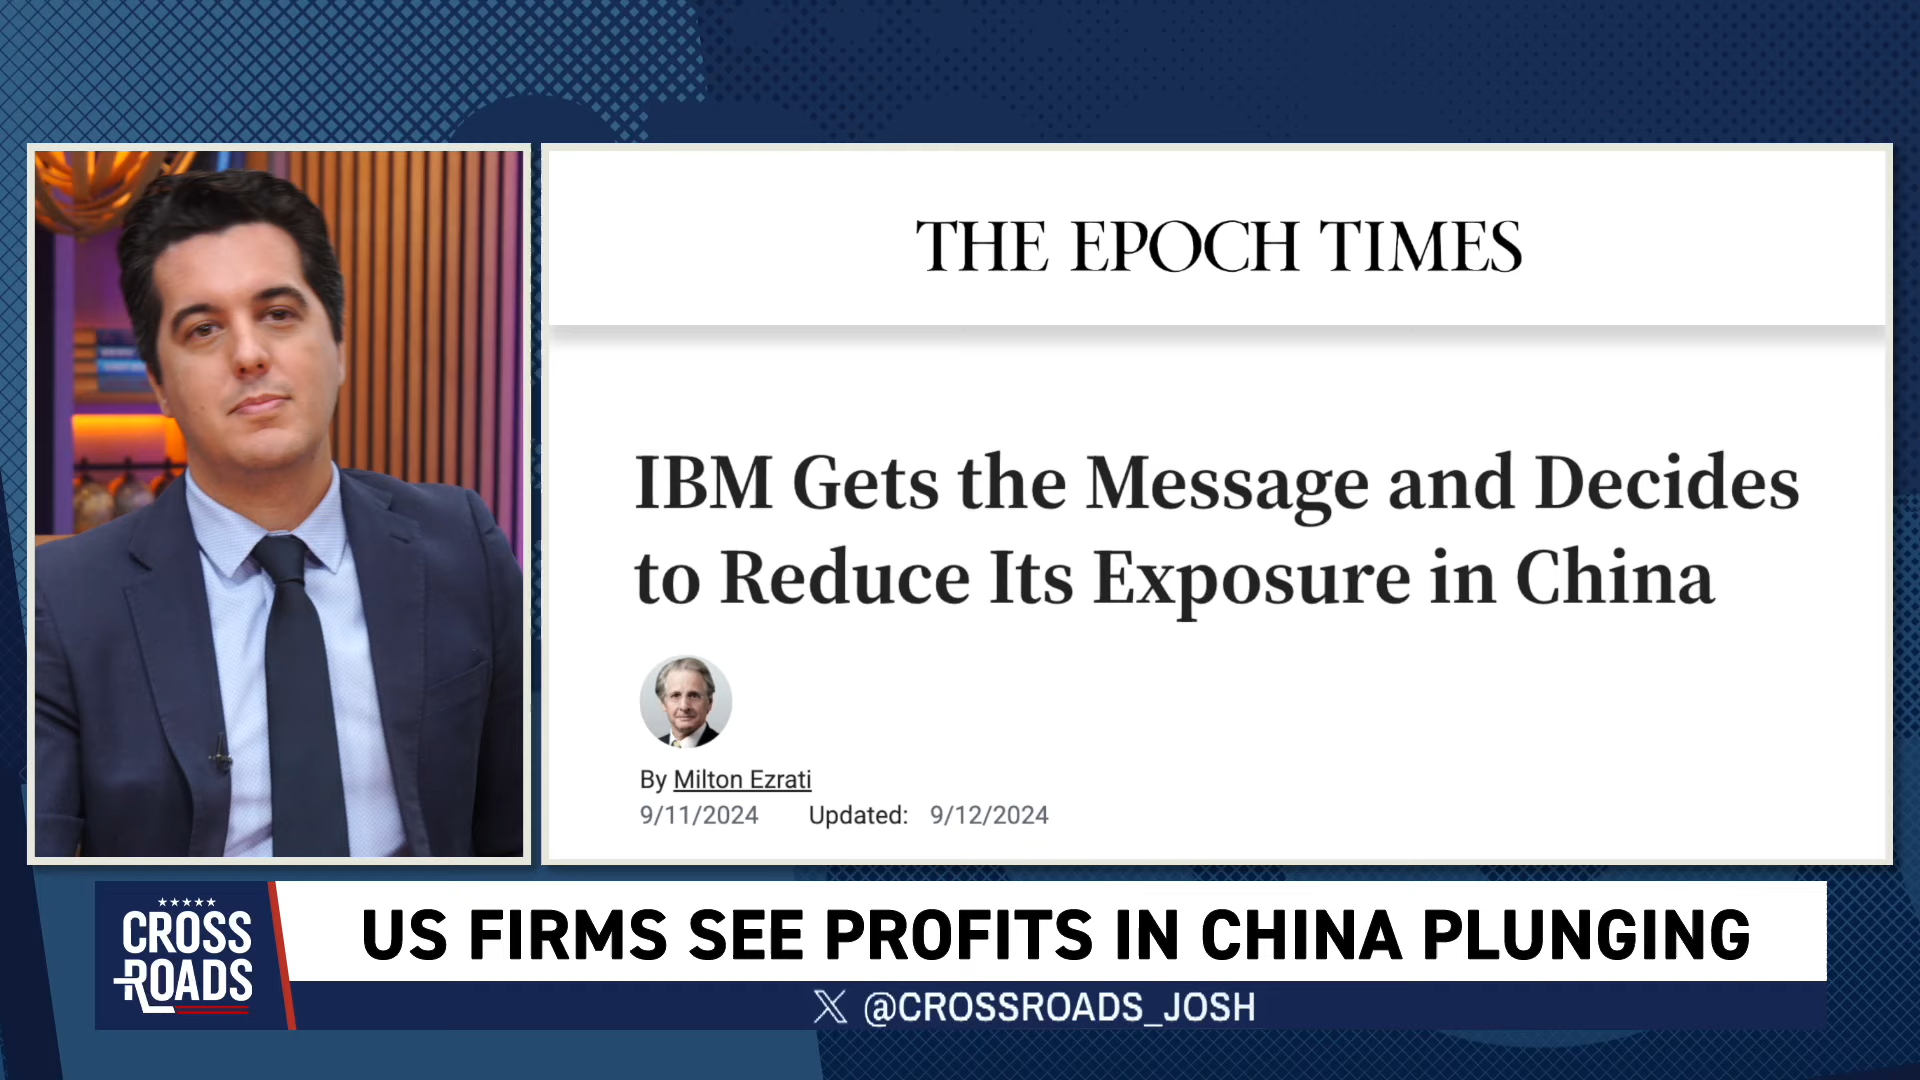 THE EPOCH TIMES
IBM Gets the Message and Decides
to Reduce Its Exposure in China
By Milton Ezrati
9/11/2024 Updated: 9/12/2024
CROSS
ROADS
US FIRMS SEE PROFITS IN CHINA PLUNGING
X @CROSSROADS_JOSH